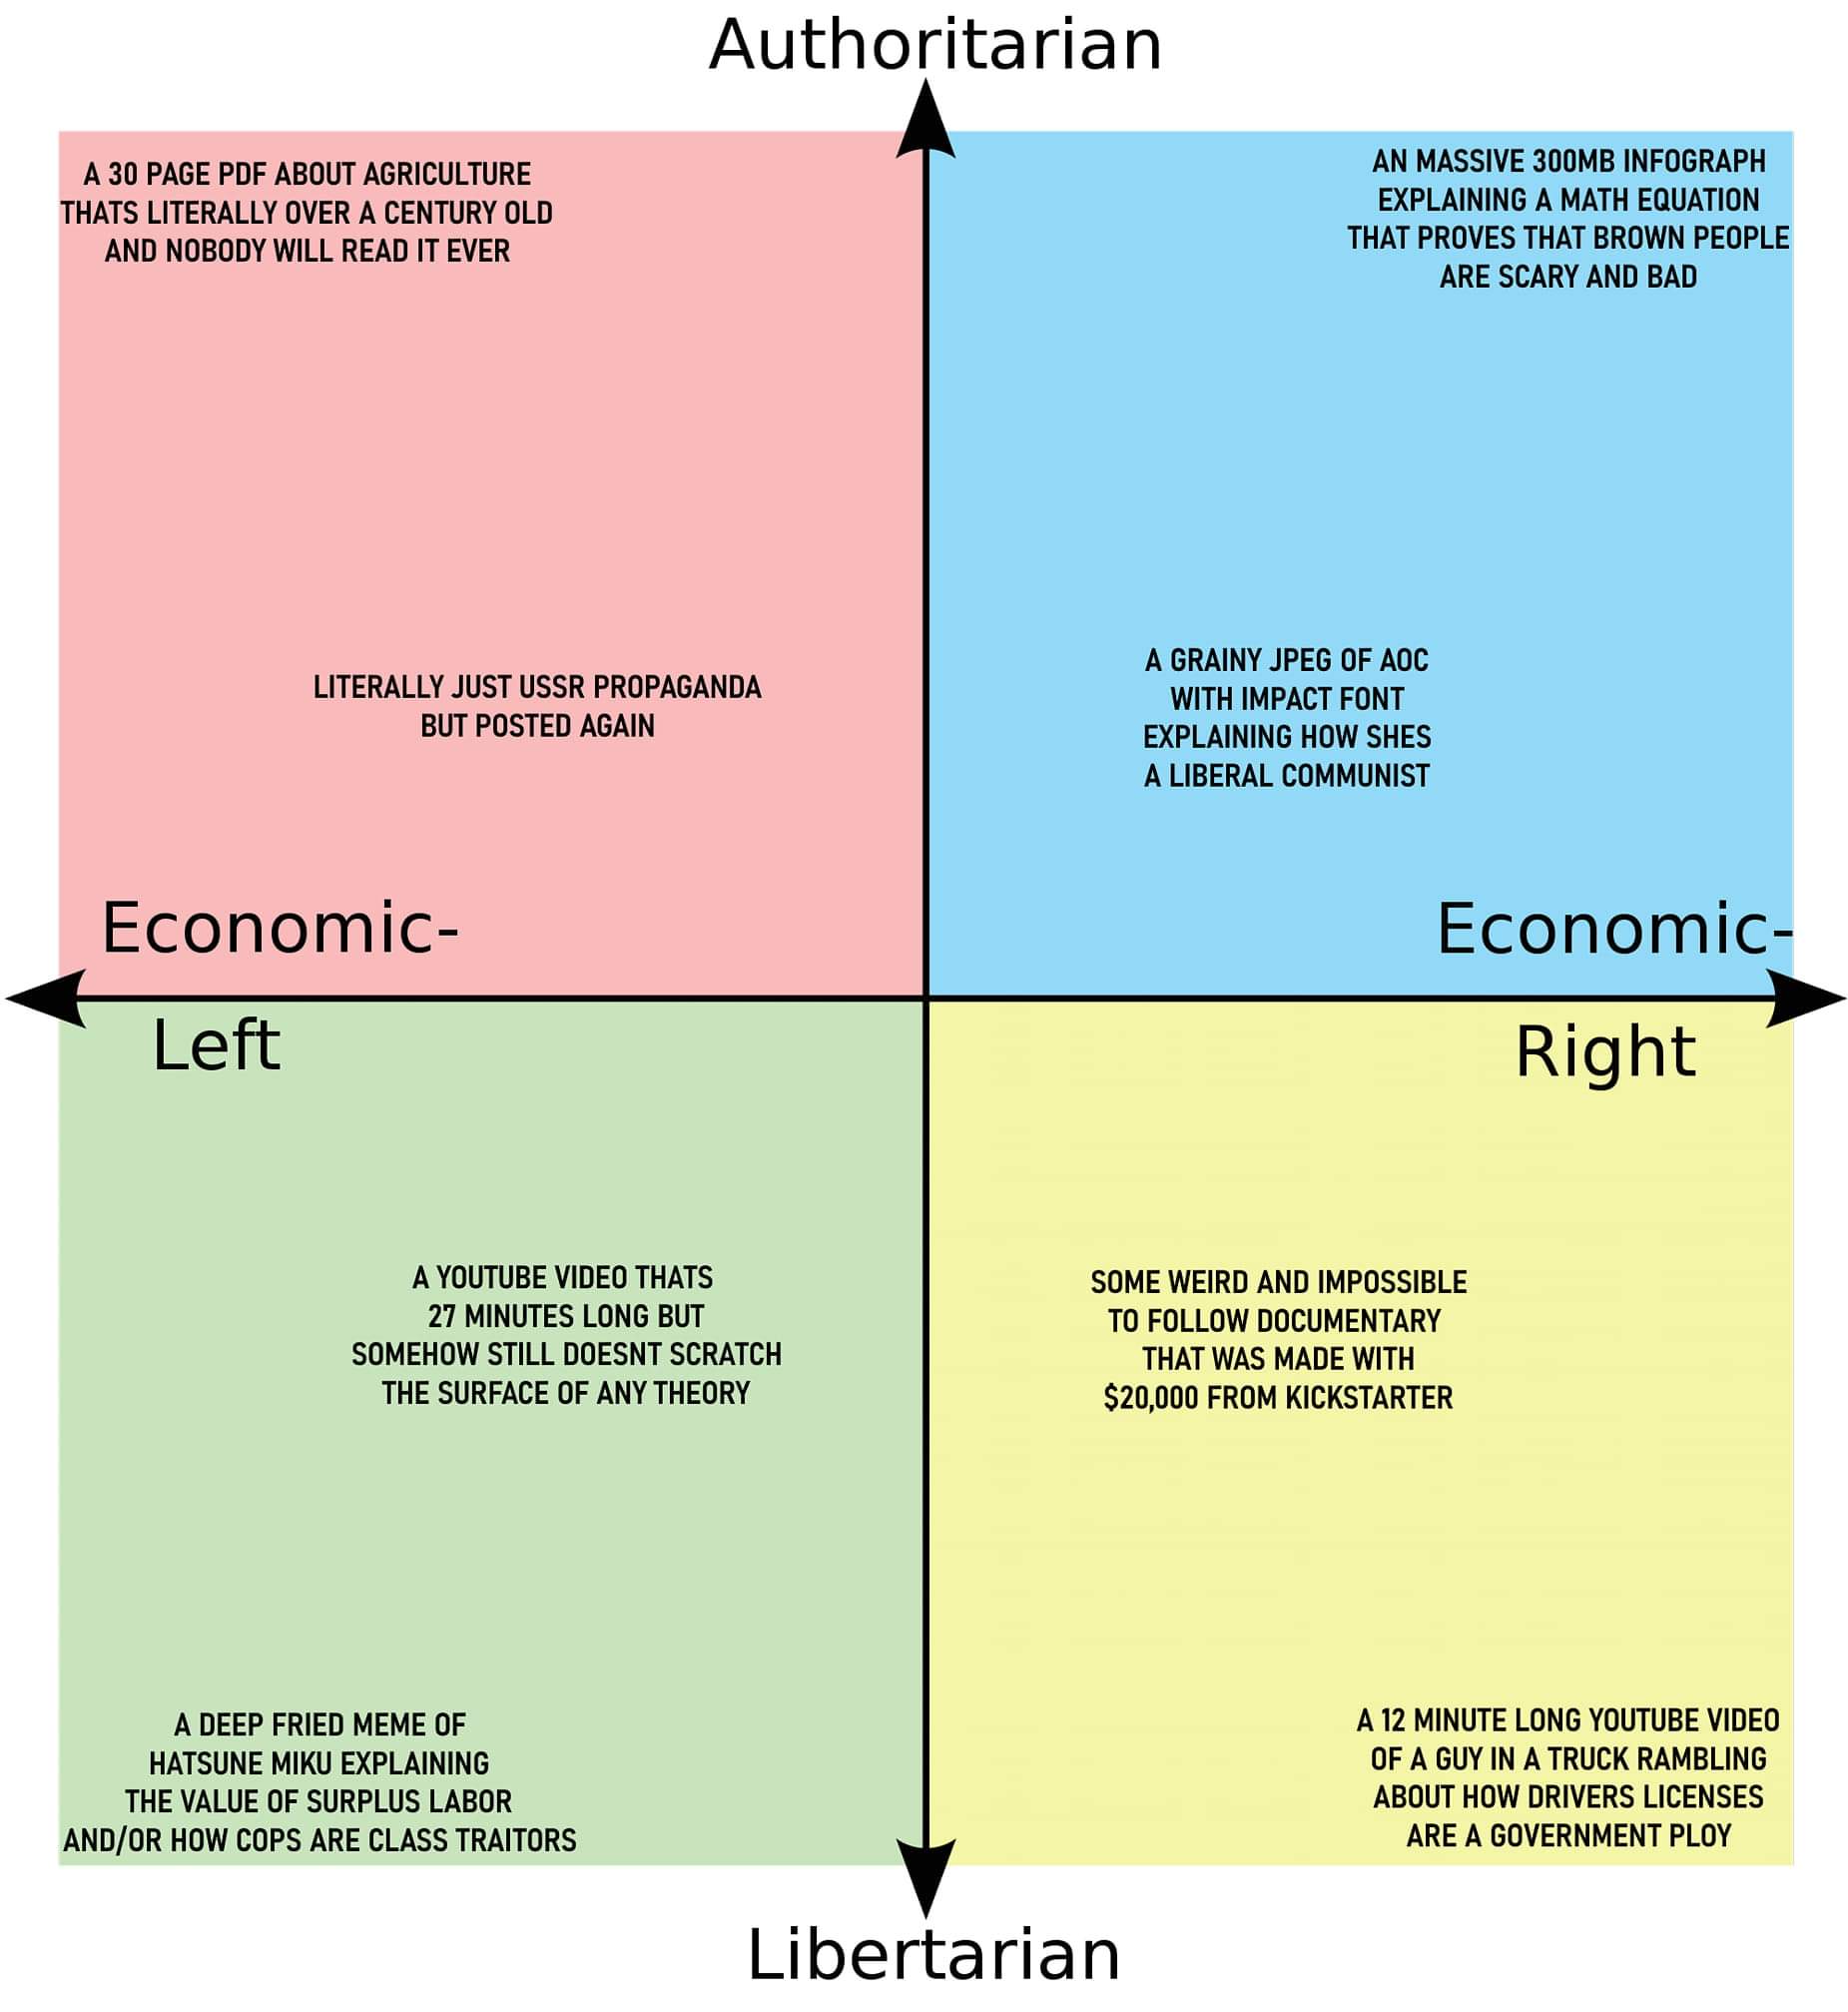 Authoritarian
A 30 PAGE PDF ABOUT AGRICULTURE
THATS LITERALLY OVER A CENTURY OLD
AND NOBODY WILL READ IT EVER
AN MASSIVE 300MB INFOGRAPH
EXPLAINING A MATH EQUATION
THAT PROVES THAT BROWN PEOPLE
ARE SCARY AND BAD
LITERALLY JUST USSR PROPAGANDA
BUT POSTED AGAIN
A GRAINY JPEG OF AOC
WITH IMPACT FONT
EXPLAINING HOW SHES
A LIBERAL COMMUNIST
Economic-
Left
Economic-
Right
A YOUTUBE VIDEO THATS
27 MINUTES LONG BUT
SOMEHOW STILL DOESNT SCRATCH
THE SURFACE OF ANY THEORY
SOME WEIRD AND IMPOSSIBLE
TO FOLLOW DOCUMENTARY
THAT WAS MADE WITH
$20,000 FROM KICKSTARTER
A DEEP FRIED MEME OF
HATSUNE MIKU EXPLAINING
THE VALUE OF SURPLUS LABOR
AND/OR HOW COPS ARE CLASS TRAITORS
A 12 MINUTE LONG YOUTUBE VIDEO
OF A GUY IN A TRUCK RAMBLING
ABOUT HOW DRIVERS LICENSES
ARE A GOVERNMENT PLOY
Libertarian